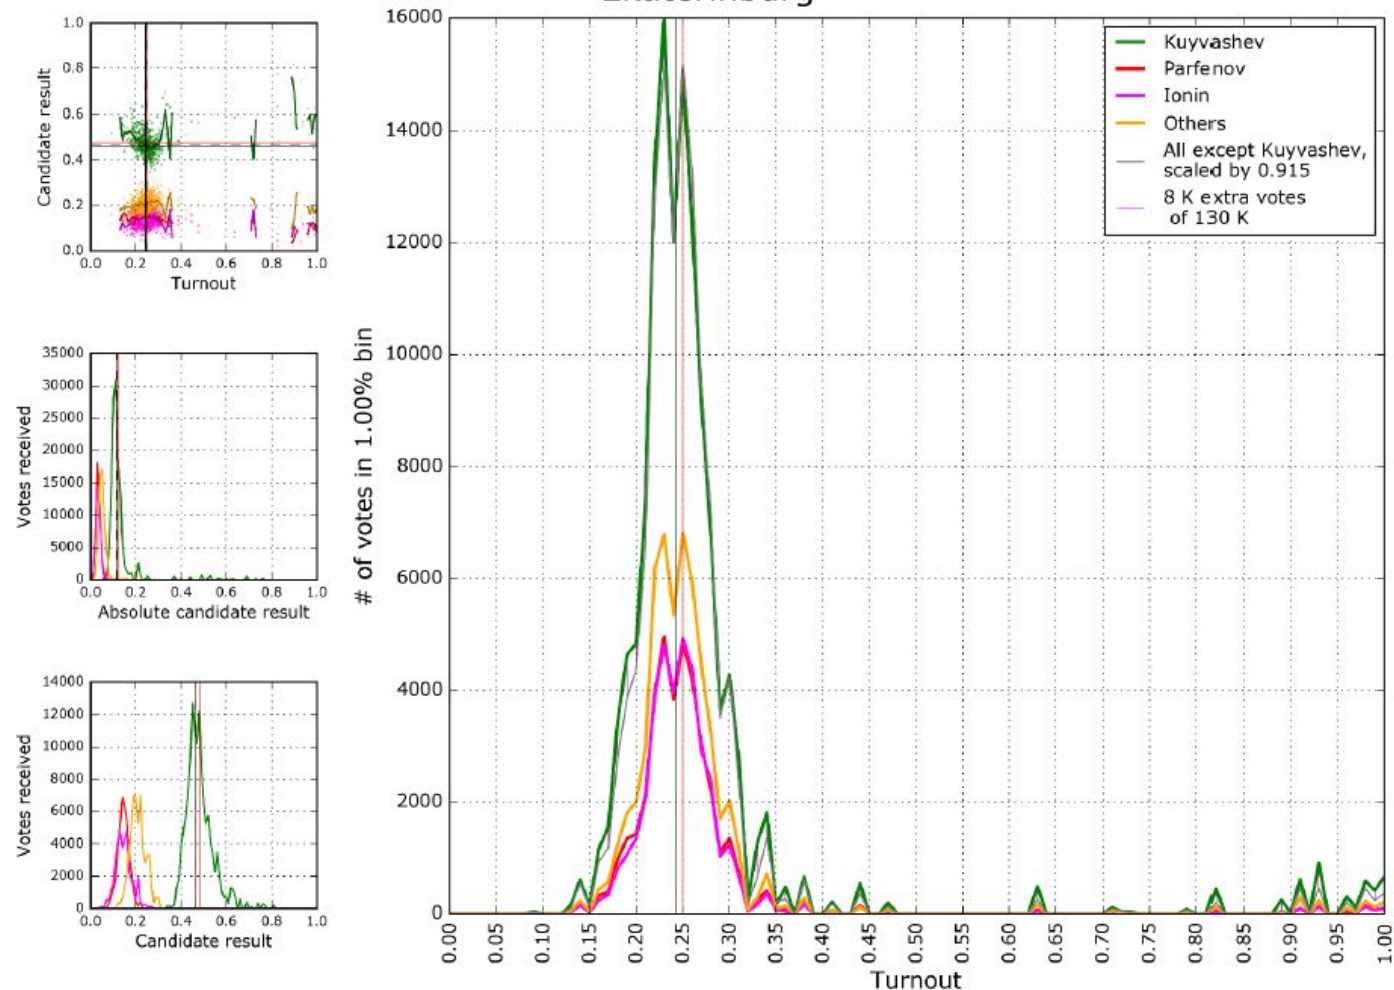 Ekaterinburg
Candidate result
1.0
0.8
0.6
0.4
0.2
0.0
0.0 0.2 0.4 0.6 0.8 1.0
Turnout
Votes received
35000
30000
25000
20000
15000
10000
5000
0
0.0 0.2 0.4 0.6 0.8 1.0
Absolute candidate result
Votes received
14000
12000
10000
8000
6000
4000
2000
0
0.0 0.2 0.4 0.6 0.8 1.0
Candidate result
# of votes in 1.00% bin
16000
14000
12000
10000
8000
6000
4000
2000
0
0.00 0.05 0.10 0.15 0.20 0.25 0.30 0.35 0.40 0.45 0.50 0.55 0.60 0.65 0.70 0.75 0.80 0.85 0.90 0.95 1.00
Turnout
Kuyvashev
Parfenov
Ionin
Others
All except Kuyvashev,
scaled by 0.915
8 K extra votes
of 130 K